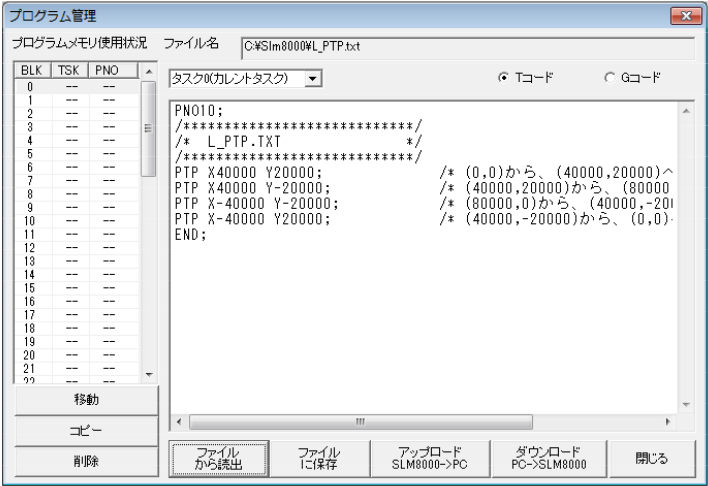 プログラム管理
プログラムメモリ使用状況 ファイル名 C:¥Slm8000¥L_PTP.txt
BLK TSK PNO
0 -- --
1 -- --
2 -- --
3 -- --
4 -- --
5 -- --
6 -- --
7 -- --
8 -- --
9 -- --
10 -- --
11 -- --
12 -- --
13 -- --
14 -- --
15 -- --
16 -- --
17 -- --
18 -- --
19 -- --
20 -- --
21 -- --
22 -- --
移動
コピー
削除
タスク0(カレントタスク) Tコード Gコード
PNO10;
/****************************/
/* L_PTP.TXT */
/****************************/
PTP X40000 Y20000; /* (0,0)から、(40000,20000)へ
PTP X40000 Y-20000; /* (40000,20000)から、(80000
PTP X-40000 Y-20000; /* (80000,0)から、(40000,-200
PTP X-40000 Y20000; /* (40000,-20000)から、(0,0)
END;
ファイル
から読出
ファイル
に保存
アップロード
SLM8000->PC
ダウンロード
PC->SLM8000
閉じる